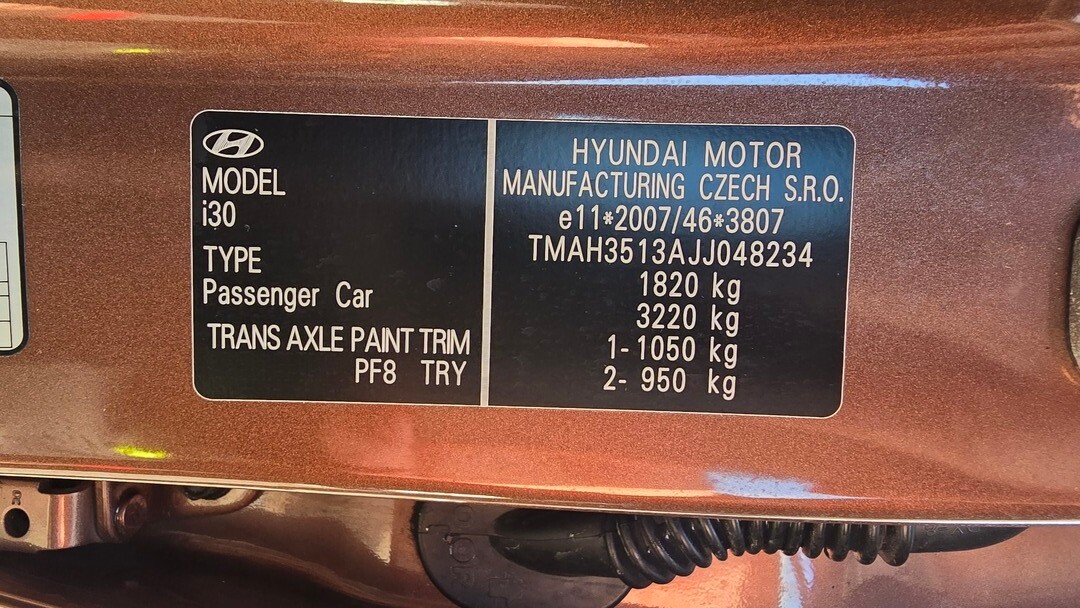 MODEL
i30
TYPE
Passenger Car
TRANS AXLE PAINT TRIM
PF8 TRY
HYUNDAI MOTOR
MANUFACTURING CZECH S.R.O.
e11*2007/46*3807
TMAH3513AJJ048234
1820 kg
3220 kg
1- 1050 kg
2- 950 kg